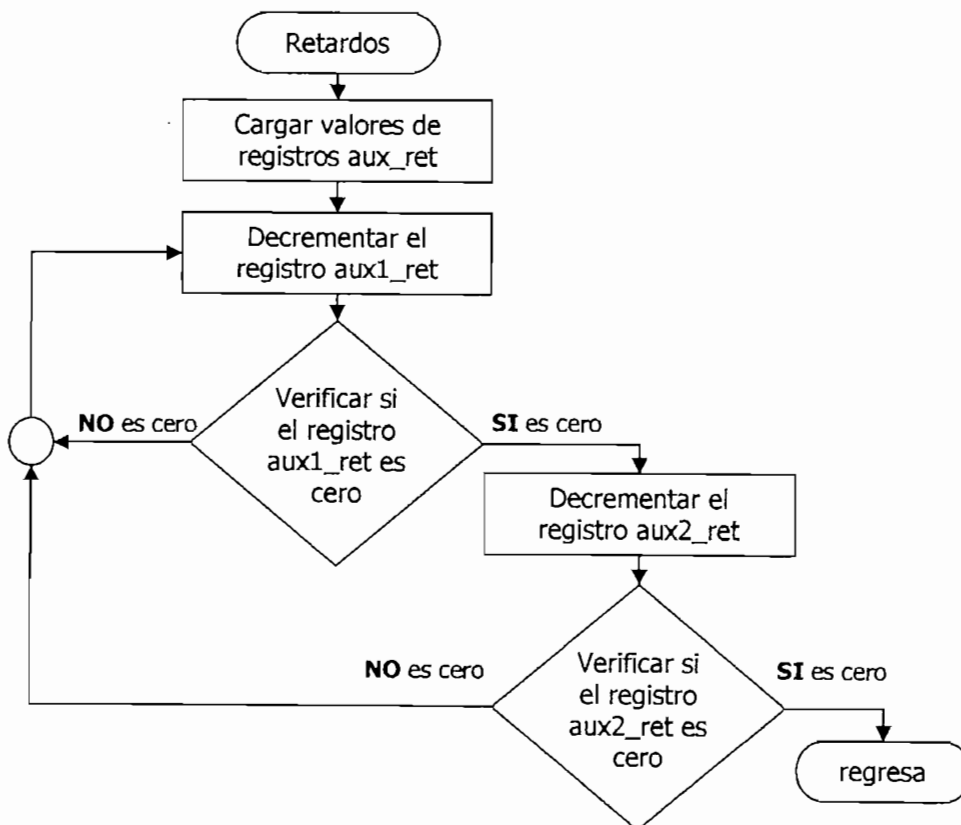 Retardos
Cargar valores de
registros aux_ret
Decrementar el
registro aux1_ret
Verificar si
el registro
aux1_ret es
cero
NO es cero
SI es cero
Decrementar el
registro aux2_ret
Verificar si
el registro
aux2_ret es
cero
NO es cero
SI es cero
regresa